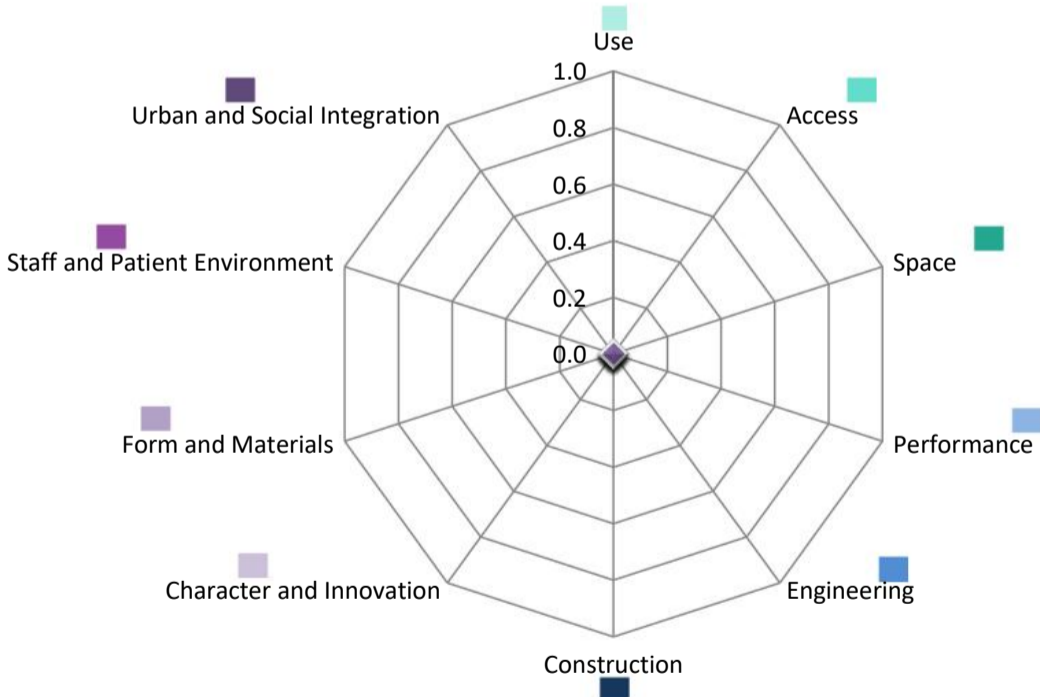 Use
1.0
Urban and Social Integration
Access
0.8
0.6
0.4
Staff and Patient Environment
Space
0.2
0.0
Form and Materials
Performance
Character and Innovation
Engineering
Construction